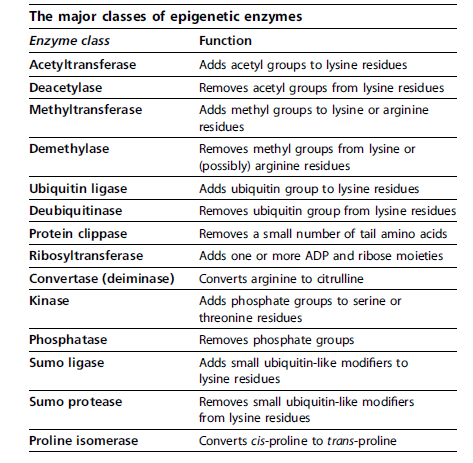 The major classes of epigenetic enzymes
Enzyme class Function
Acetyltransferase Adds acetyl groups to lysine residues
Deacetylase Removes acetyl groups from lysine residues
Methyltransferase Adds methyl groups to lysine or arginine
residues
Demethylase Removes methyl groups from lysine or
(possibly) arginine residues
Ubiquitin ligase Adds ubiquitin group to lysine residues
Deubiquitinase Removes ubiquitin group from lysine residues
Protein clippase Removes a small number of tail amino acids
Ribosyltransferase Adds one or more ADP and ribose moieties
Convertase (deiminase) Converts arginine to citrulline
Kinase Adds phosphate groups to serine or
threonine residues
Phosphatase Removes phosphate groups
Sumo ligase Adds small ubiquitin-like modifiers to
lysine residues
Sumo protease Removes small ubiquitin-like modifiers
from lysine residues
Proline isomerase Converts cis-proline to trans-proline